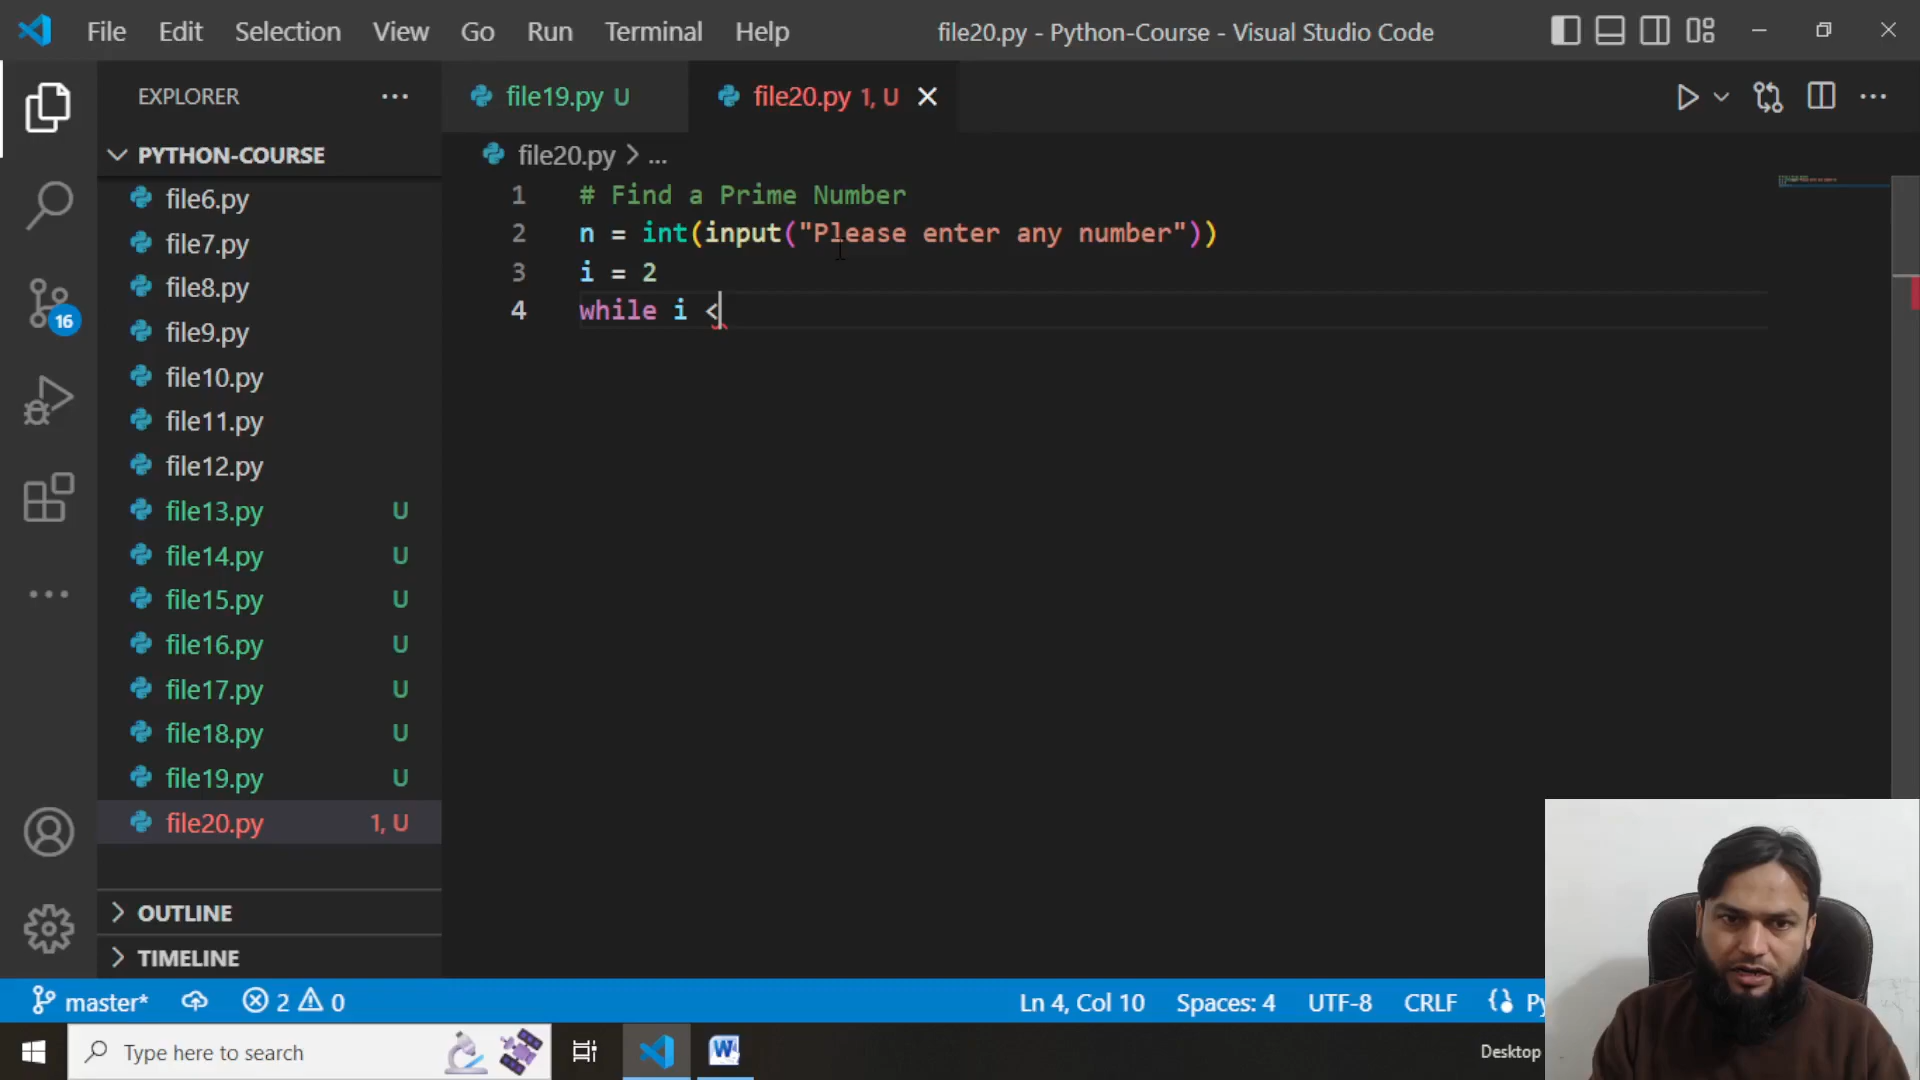 File Edit Selection View Go Run Terminal Help file20.py - Python-Course - Visual Studio Code
EXPLORER
file19.py U
file20.py 1, U
PYTHON-COURSE
file20.py > ...
file6.py
file7.py
file8.py
file9.py
file10.py
file11.py
file12.py
file13.py U
file14.py U
file15.py U
file16.py U
file17.py U
file18.py U
file19.py U
file20.py 1, U
OUTLINE
TIMELINE
16
1 # Find a Prime Number
2 n = int(input("Please enter any number"))
3 i = 2
4 while i <
master* 2 0 Ln 4, Col 10 Spaces: 4 UTF-8 CRLF Py
Type here to search W Desktop